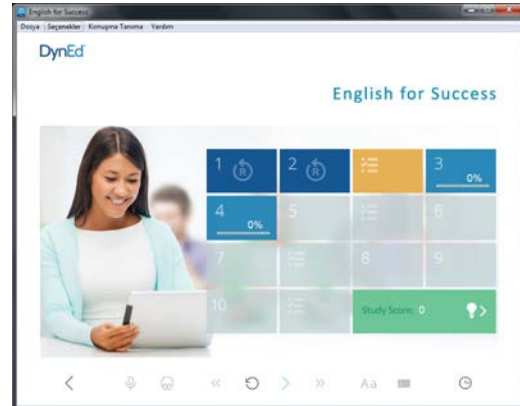 English for Success
Dosya Seçenekler Konuşma Tanıma Yardım
DynEd
English for Success
1 R 2 R 3 0%
4 0% 5 6
7 8 9
10 Study Score: 0
Aa